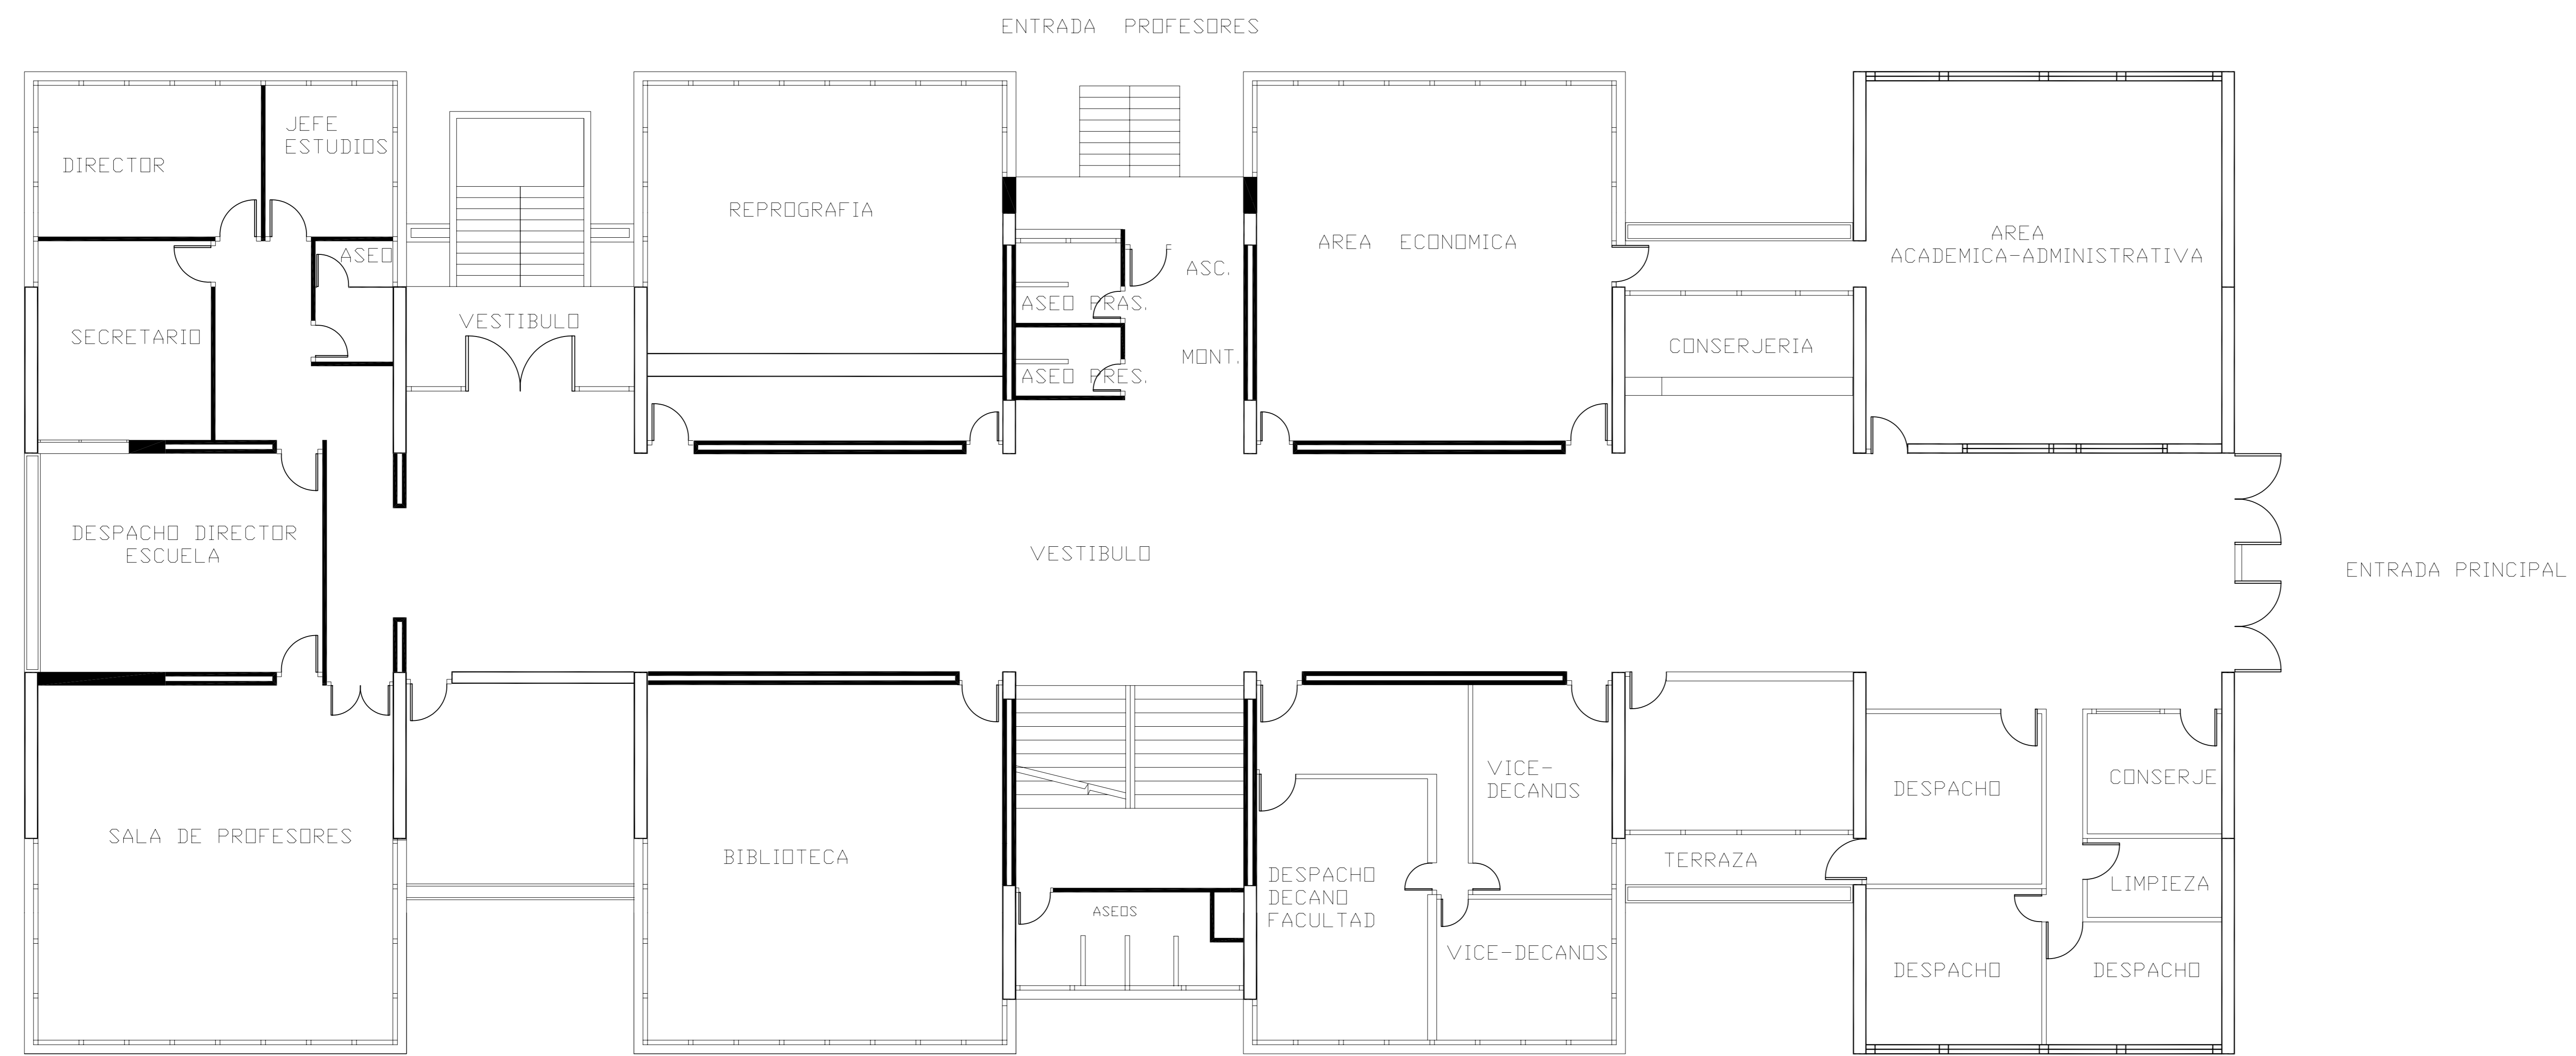 ENTRADA PROFESORES
JEFE
ESTUDIOS
DIRECTOR
REPROGRAFIA
AREA ECONOMICA
AREA
ACADEMICA-ADMINISTRATIVA
ASEO
ASC.
ASEO PRAS.
SECRETARIO
VESTIBULO
CONSERJERIA
MONT.
ASEO PRES.
DESPACHO DIRECTOR
ESCUELA
VESTIBULO
ENTRADA PRINCIPAL
VICE-
DECANOS
DESPACHO
CONSERJE
SALA DE PROFESORES
BIBLIOTECA
TERRAZA
DESPACHO
DECANO
FACULTAD
LIMPIEZA
ASEOS
VICE-DECANOS
DESPACHO
DESPACHO